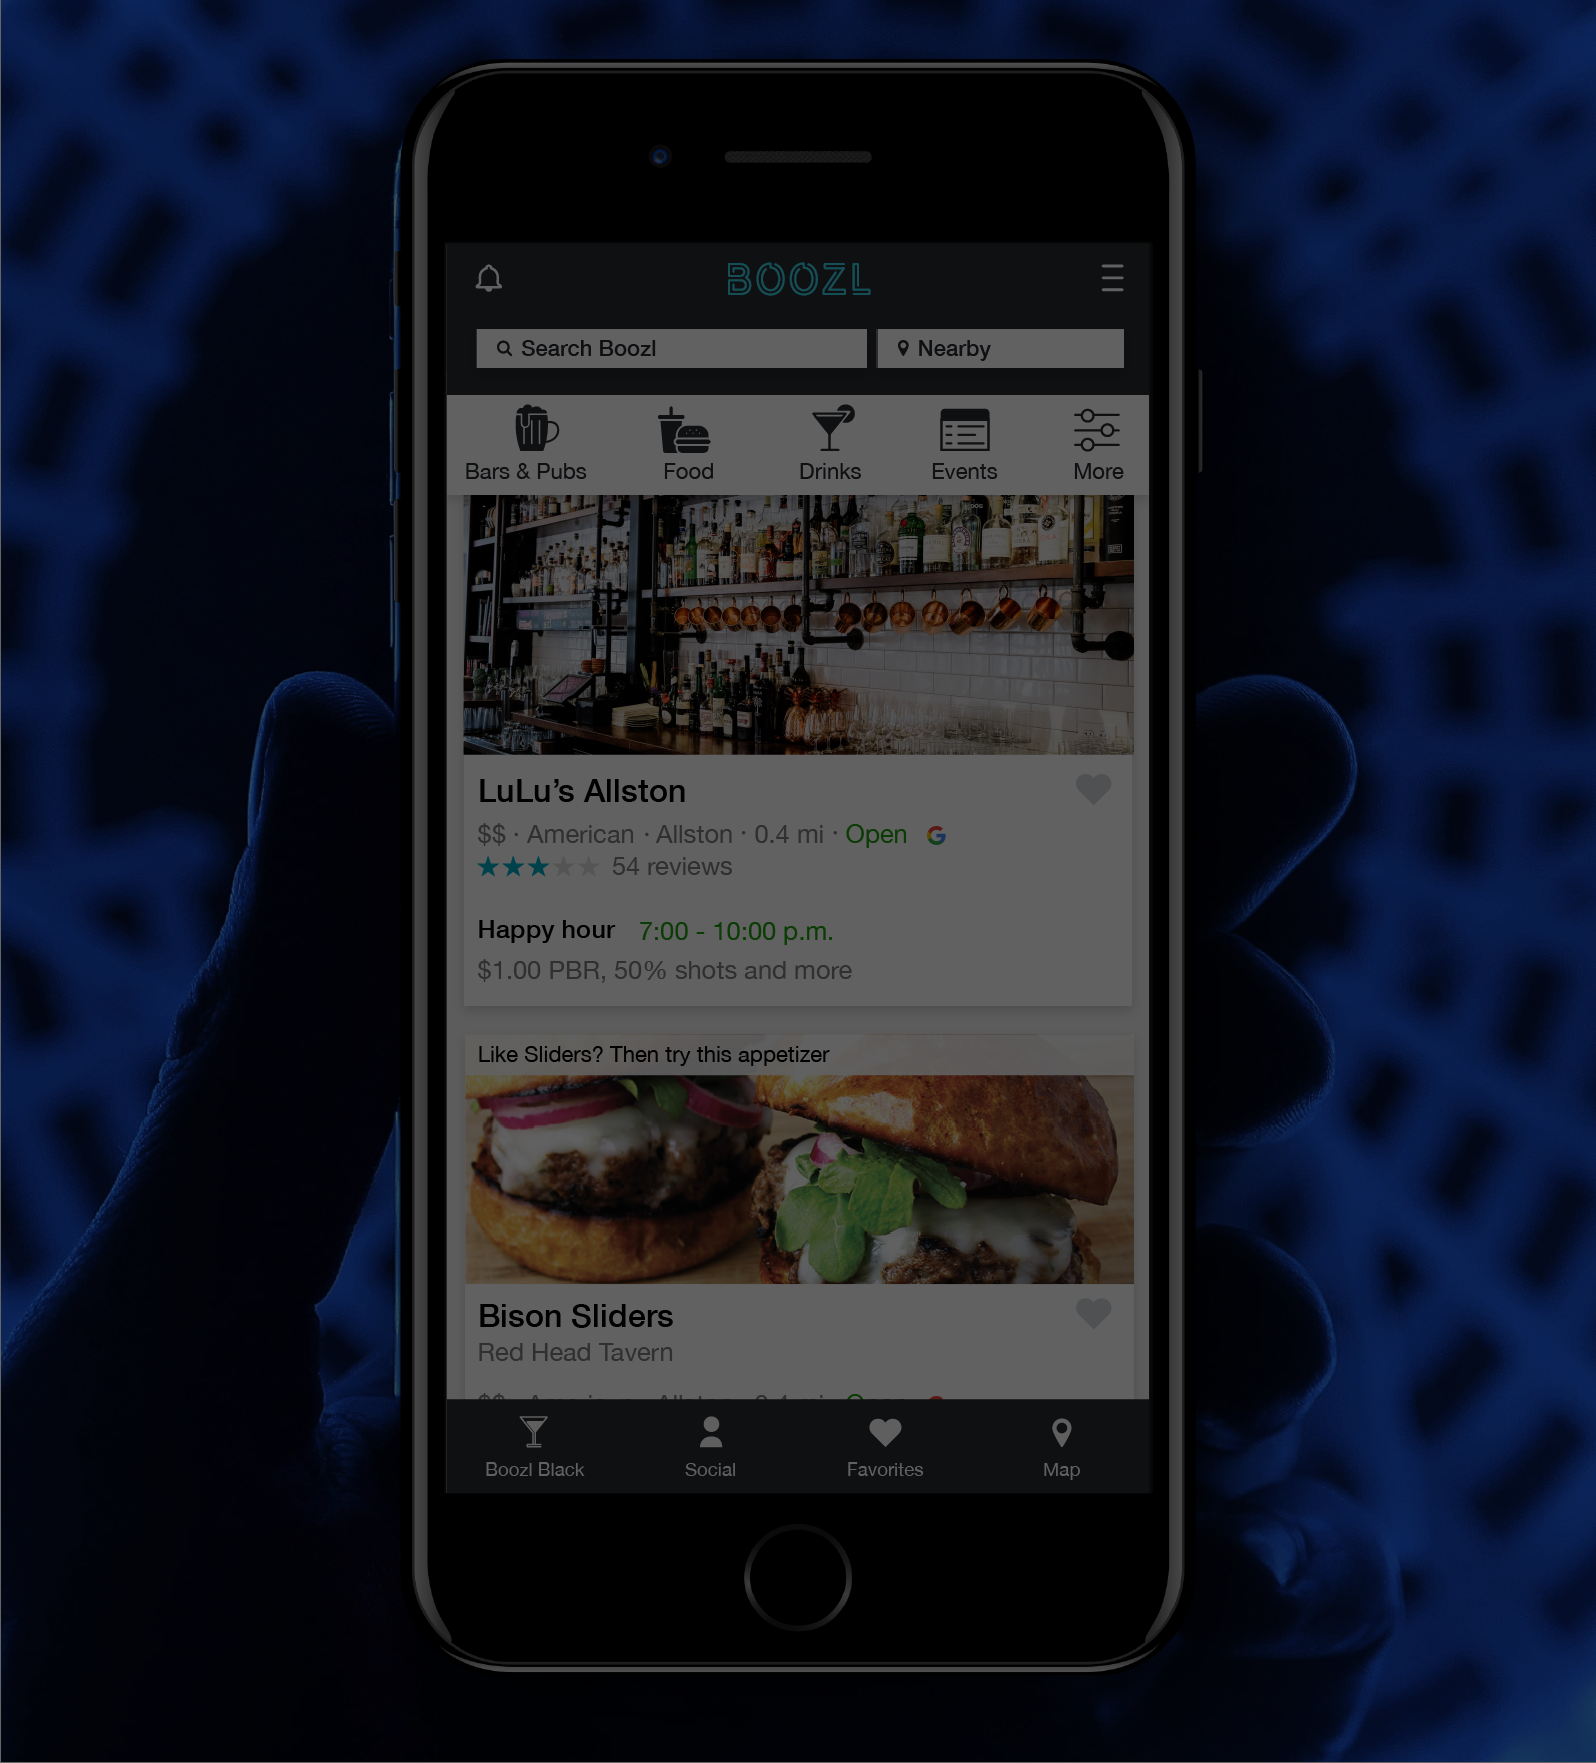 BOOZL
Search Boozl
Nearby
Bars & Pubs
Food
Drinks
Events
More
LuLu’s Allston
$$ · American · Allston · 0.4 mi · Open G
54 reviews
Happy hour 7:00 - 10:00 p.m.
$1.00 PBR, 50% shots and more
Like Sliders? Then try this appetizer
Bison Sliders
Red Head Tavern
Boozl Black
Social
Favorites
Map